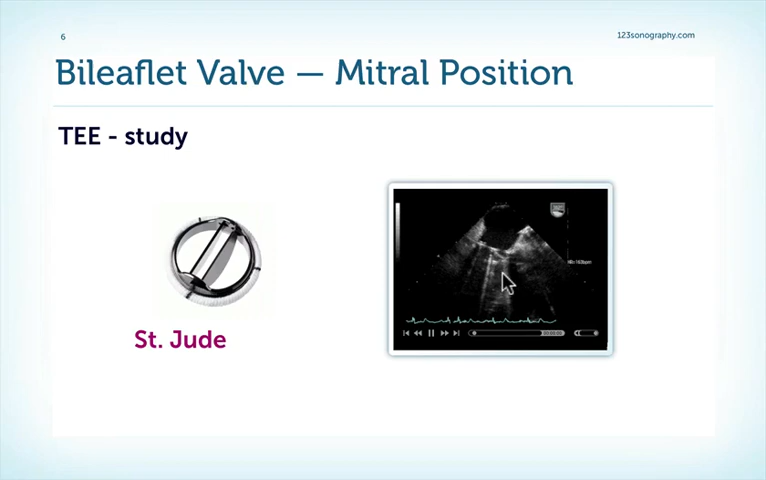 6
123sonography.com
Bileaflet Valve — Mitral Position
TEE - study
St. Jude